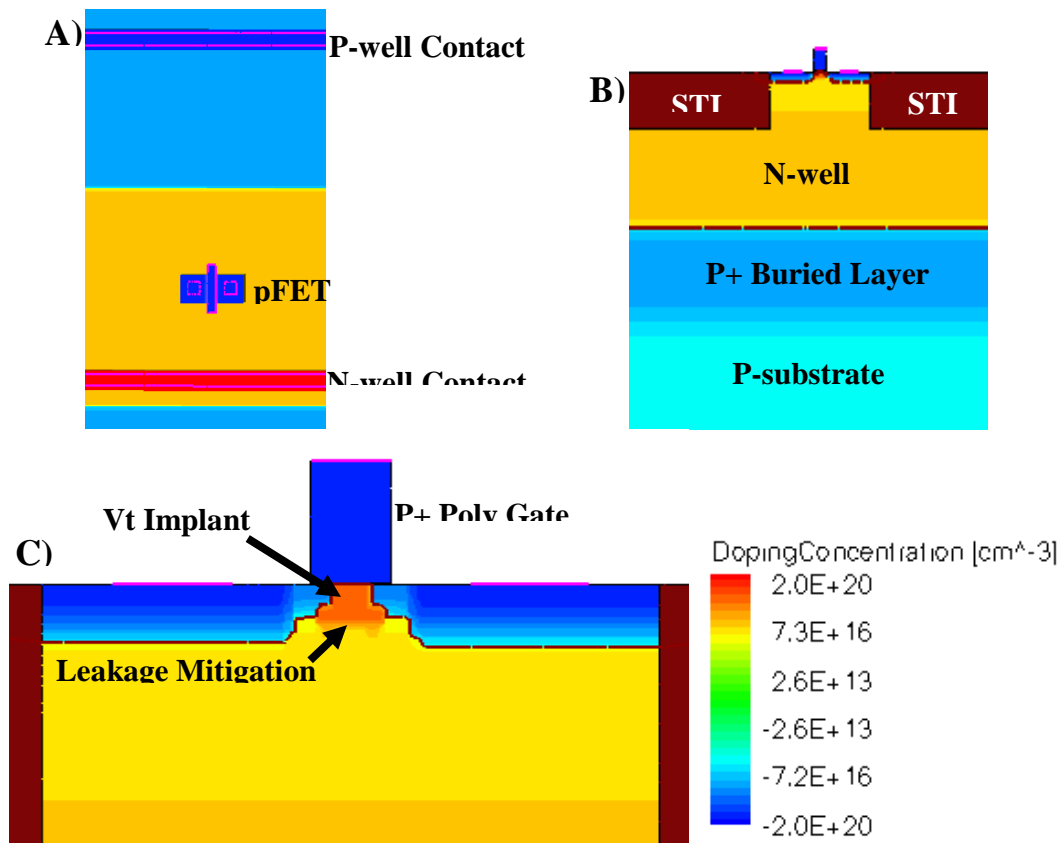 A)
P-well Contact
pFET
N-well Contact
B)
STI
STI
N-well
P+ Buried Layer
P-substrate
C)
Vt Implant
P+ Poly Gate
Leakage Mitigation
DopingConcentration [cm^-3]
2.0E+20
7.3E+16
2.6E+13
-2.6E+13
-7.2E+16
-2.0E+20